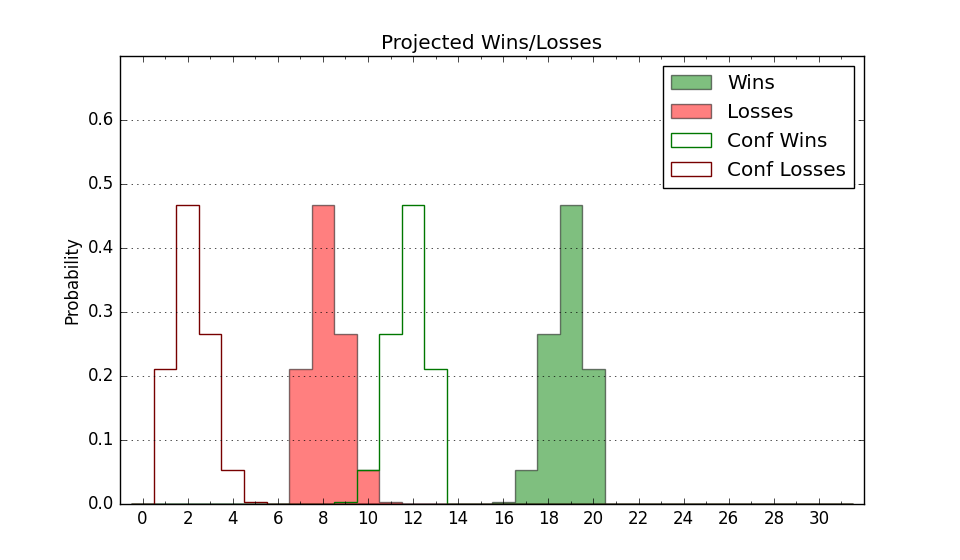 Projected Wins/Losses
Wins
Losses
Conf Wins
Conf Losses
Probability
0.6
0.5
0.4
0.3
0.2
0.1
0.0
0 2 4 6 8 10 12 14 16 18 20 22 24 26 28 30